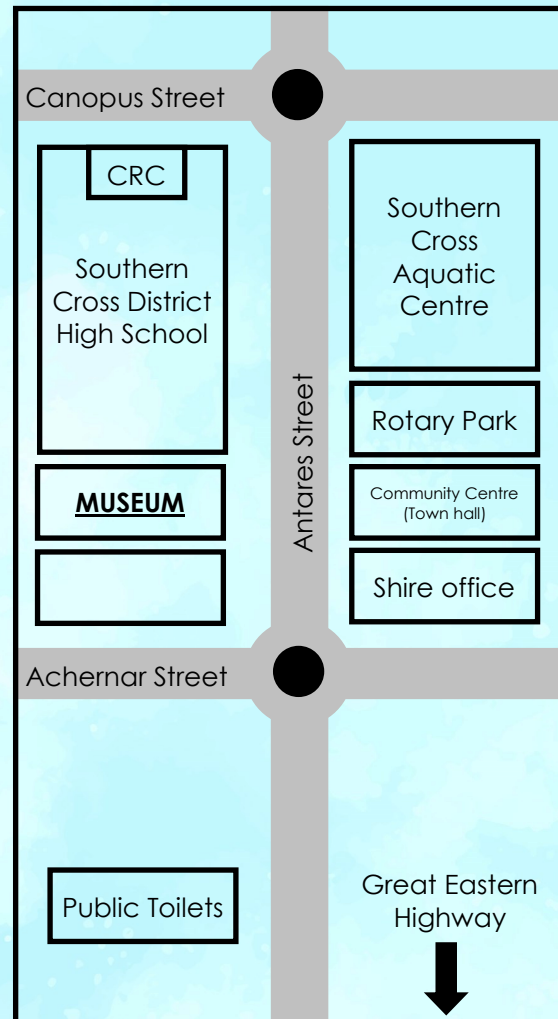 Canopus Street
CRC
Southern
Cross District
High School
Southern
Cross
Aquatic
Centre
Rotary Park
Antares Street
MUSEUM
Community Centre
(Town hall)
Shire office
Achernar Street
Public Toilets
Great Eastern
Highway